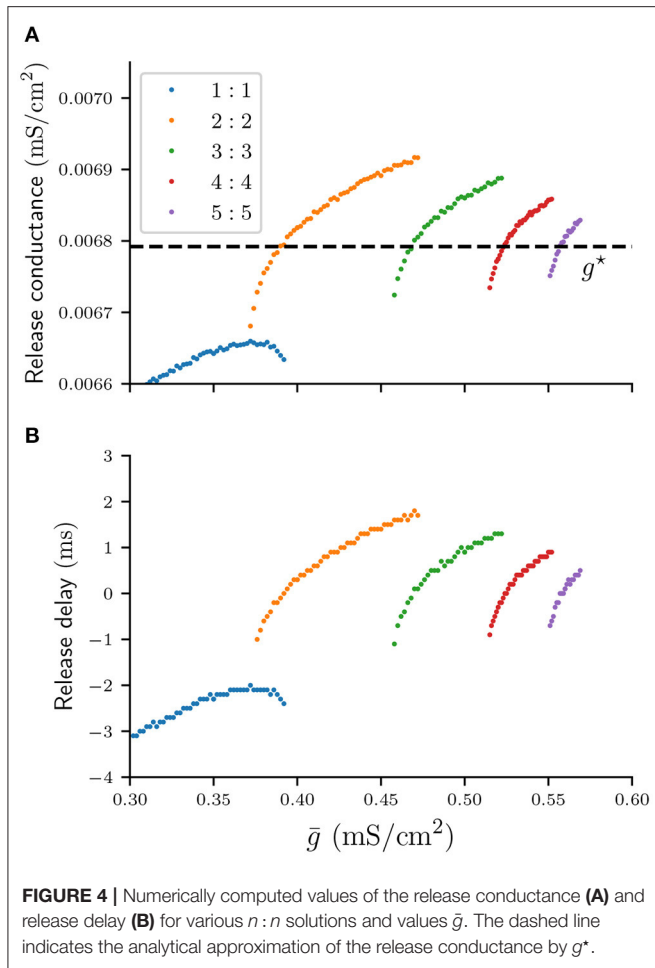 A
Release conductance (mS/cm²)
0.0070
0.0069
0.0068
0.0067
0.0066
1 : 1
2 : 2
3 : 3
4 : 4
5 : 5
g⋆
B
Release delay (ms)
3
2
1
0
−1
−2
−3
−4
0.30 0.35 0.40 0.45 0.50 0.55 0.60
ḡ (mS/cm²)
FIGURE 4 | Numerically computed values of the release conductance (A) and
release delay (B) for various n : n solutions and values ḡ. The dashed line
indicates the analytical approximation of the release conductance by g⋆.